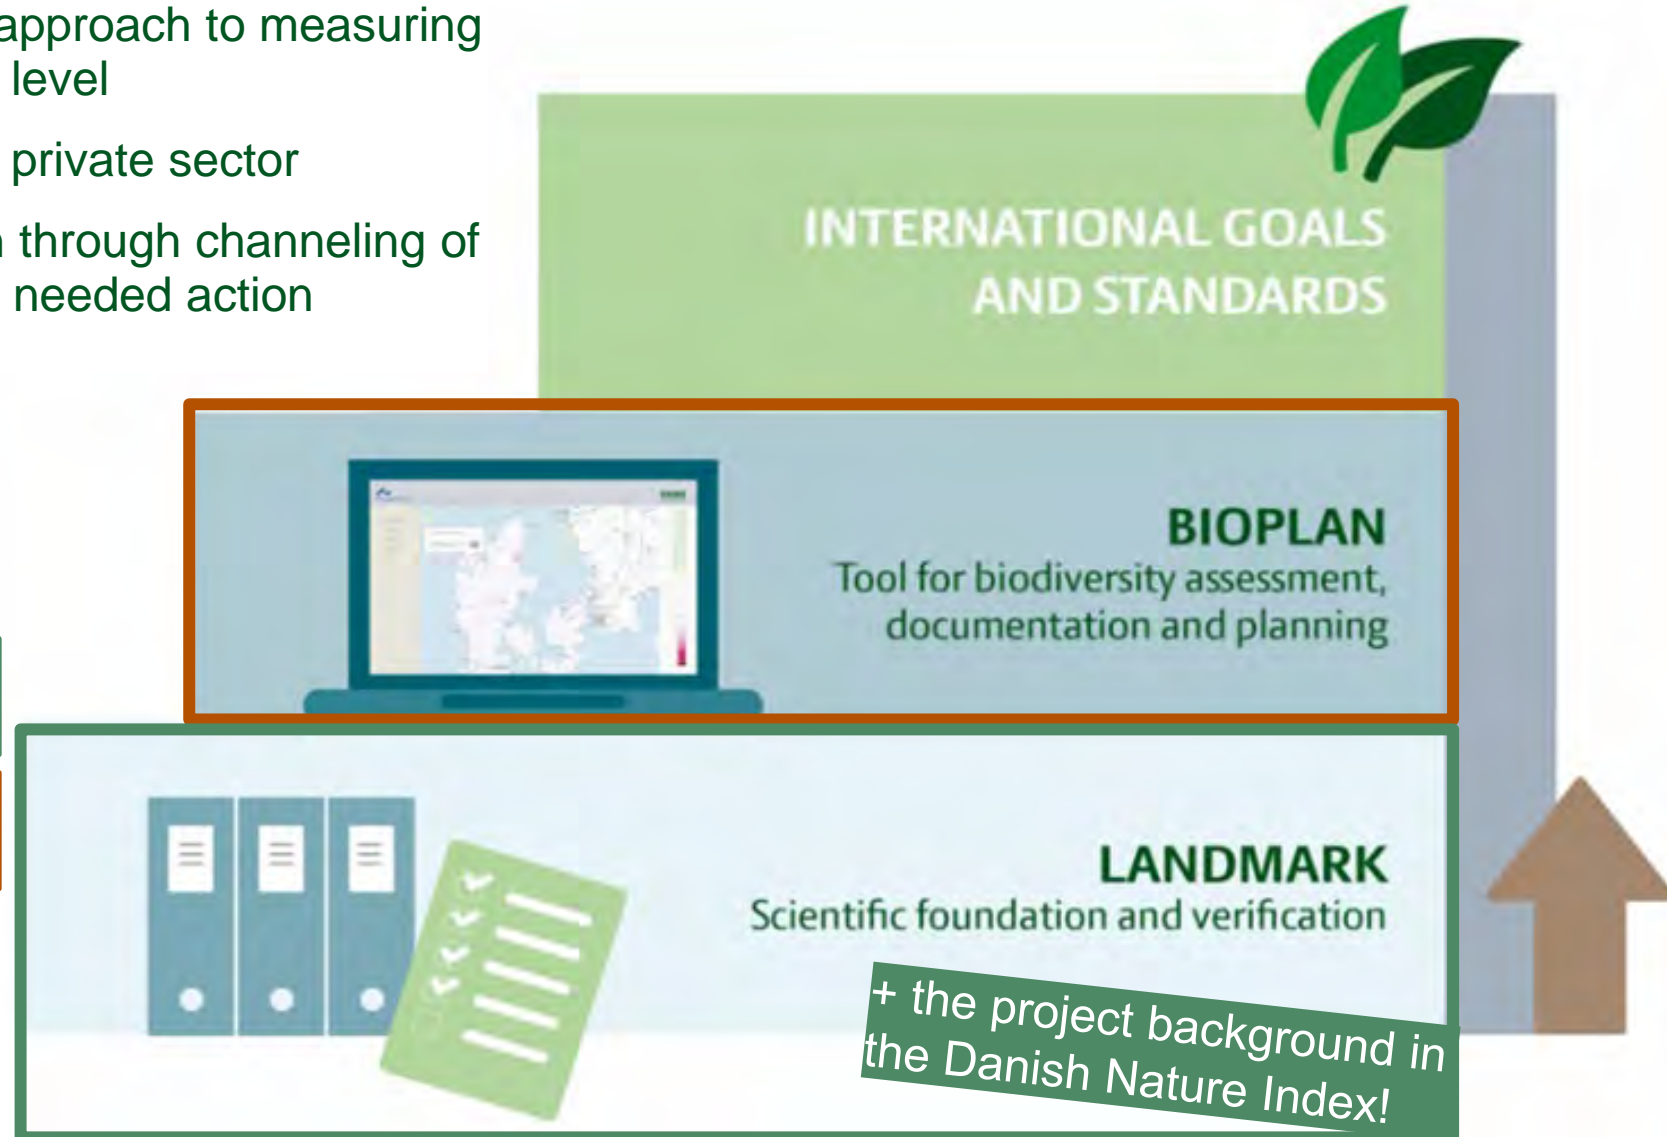 approach to measuring
level
private sector
through channeling of
needed action
INTERNATIONAL GOALS
AND STANDARDS
BIOPLAN
Tool for biodiversity assessment,
documentation and planning
LANDMARK
Scientific foundation and verification
+ the project background in
the Danish Nature Index!